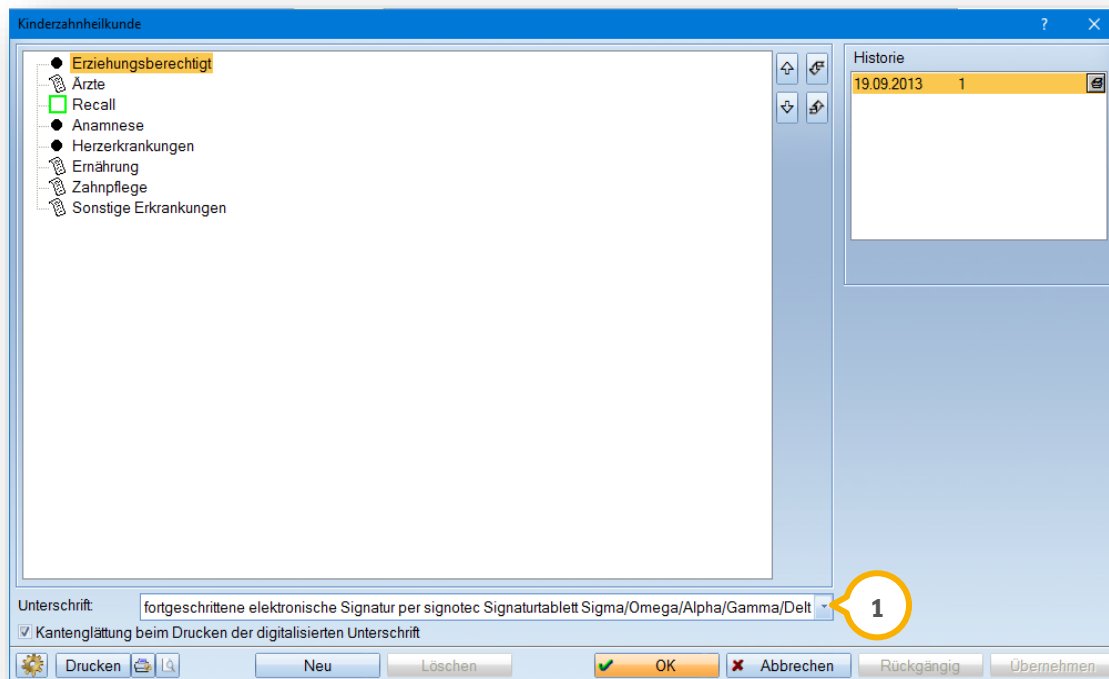 Kinderzahnheilkunde
Erziehungsberechtigt
Ärzte
Recall
Anamnese
Herzerkrankungen
Ernährung
Zahnpflege
Sonstige Erkrankungen
Historie
19.09.2013 1
Unterschrift: fortgeschrittene elektronische Signatur per signotec Signaturtablett Sigma/Omega/Alpha/Gamma/Delt
1
Kantenglättung beim Drucken der digitalisierten Unterschrift
Drucken Neu Löschen OK Abbrechen Rückgängig Übernehmen